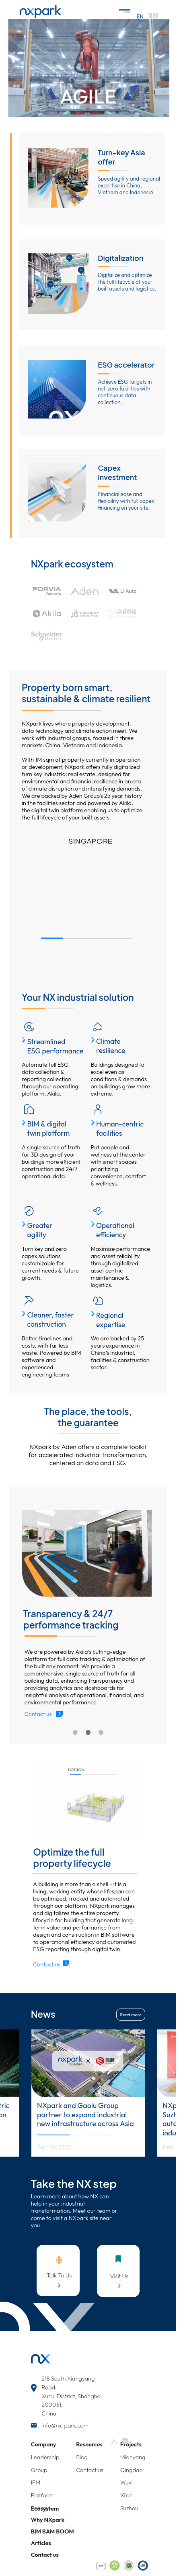 nxpark
EN
AGILE
Turn-key Asia
offer
Speed agility and regional
expertise in China,
Vietnam and Indonesia
Digitalization
Digitalize and optimize
the full lifecycle of your
built assets and logistics.
ESG accelerator
Achieve ESG targets in
net-zero facilities with
continuous data
collection.
Capex
investment
Financial ease and
flexibility with full capex
financing on your site.
NXpark ecosystem
FORVIA
Aden
Li Auto
Akila
Schneider
Property born smart,
sustainable & climate resilient
NXpark lives where property development,
data technology and climate action meet. We
work with industrial groups, focused in three
markets: China, Vietnam and Indonesia.
With 1M sqm of property currently in operation
or development, NXpark offers fully digitalized
turn key industrial real estate, designed for
environmental and financial resilience in an era
of climate disruption and intensifying demands.
We are backed by Aden Group's 25 year history
in the facilities sector and powered by Akila,
the digital twin platform enabling us to optimize
the full lifecycle of your built assets.
SINGAPORE
Your NX industrial solution
Streamlined
ESG performance
Automate full ESG
data collection &
reporting collection
through our operating
platform, Akila.
Climate
resilience
Buildings designed to
excel even as
conditions & demands
on buildings grow more
extreme.
BIM & digital
twin platform
A single source of truth
for 3D design of your
buildings more efficient
construction and 24/7
operational data.
Human-centric
facilities
Put people and
wellness at the center
with smart spaces
prioritizing
convenience, comfort
& wellness.
Greater
agility
Turn key and zero
capex solutions
customizable for
current needs & future
growth.
Operational
efficiency
Maximize performance
and asset reliability
through digitalized,
asset centric
maintenance &
logistics.
Cleaner, faster
construction
Better timelines and
costs, with far less
waste. Powered by BIM
software and
experienced
engineering teams.
Regional
expertise
We are backed by 25
years experience in
China's industrial,
facilities & construction
sector.
The place, the tools,
the guarantee
NXpark by Aden offers a complete toolkit
for accelerated industrial transformation,
centered on data and ESG.
Transparency & 24/7
performance tracking
You are powered by Akila's cutting-edge
platform for full data tracking & optimization of
the built environment. We provide a
comprehensive, single source of truth for all
buildings data, enhancing transparency and
providing analytics and dashboards for
insightful analysis of operational, financial, and
environmental performance
Contact us
DESIGN
Optimize the full
property lifecycle
A building is more than a shell - it is a
living, working entity whose lifespan can
be optimized, tracked and automated
through our platform. NXpark manages
and digitalizes the entire property
lifecycle for building that generate long-
term value and performance from
design and construction in BIM software
to operational efficiency and automated
ESG reporting through digital twin.
Contact us
News
Read more
NXpark and Gaolu Group
partner to expand industrial
new infrastructure across Asia
Apr 10, 2025
Take the NX step
Learn more about how NX can
help in your industrial
transformation. Meet our team or
come to visit a NXpark site near
you.
Talk To Us
Visit Us
nx
218 South Xiangyang
Road,
Xuhui District, Shanghai
200031,
China
info@nx-park.com
Company
Resources
Projects
Leadership
Blog
Mianyang
Group
Contact us
Qingdao
IFM
Wuxi
Platform
Xi'an
Ecosystem
Suzhou
Why NXpark
BIM BAM BOOM
Articles
Contact us